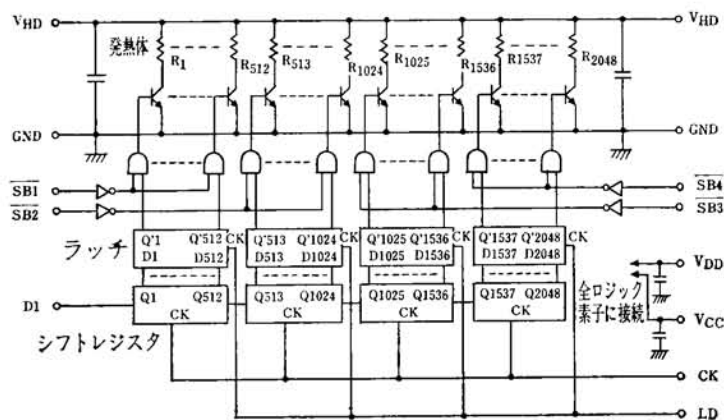 VHD VHD
発熱体
R1 R512 R513 R1024 R1025 R1536 R1537 R2048
GND GND
SB1 SB4
SB2 SB3
ラッチ
Q'1 Q'512 CK Q'513 Q'1024 CK Q'1025 Q'1536 CK Q'1537 Q'2048 CK
D1 D512 D513 D1024 D1025 D1536 D1537 D2048
VDD
D1
Q1 Q512 Q513 Q1024 Q1025 Q1536 Q1537 Q2048
CK CK CK CK
全ロジック
素子に接続
VCC
シフトレジスタ
CK
LD